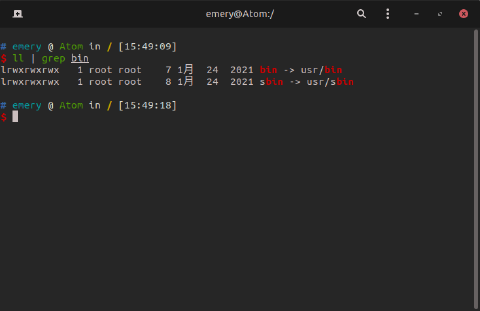 emery@Atom:/
# emery @ Atom in / [15:49:09]
$ ll | grep bin
lrwxrwxrwx   1 root root    7 1月  24  2021 bin -> usr/bin
lrwxrwxrwx   1 root root    8 1月  24  2021 sbin -> usr/sbin
# emery @ Atom in / [15:49:18]
$